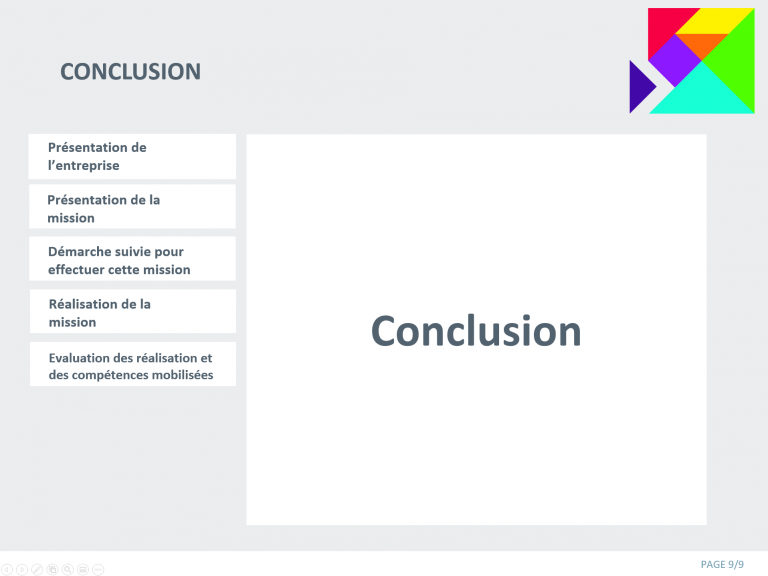 CONCLUSION
Présentation de
l’entreprise
Présentation de la
mission
Démarche suivie pour
effectuer cette mission
Réalisation de la
mission
Evaluation des réalisation et
des compétences mobilisées
Conclusion
PAGE 9/9